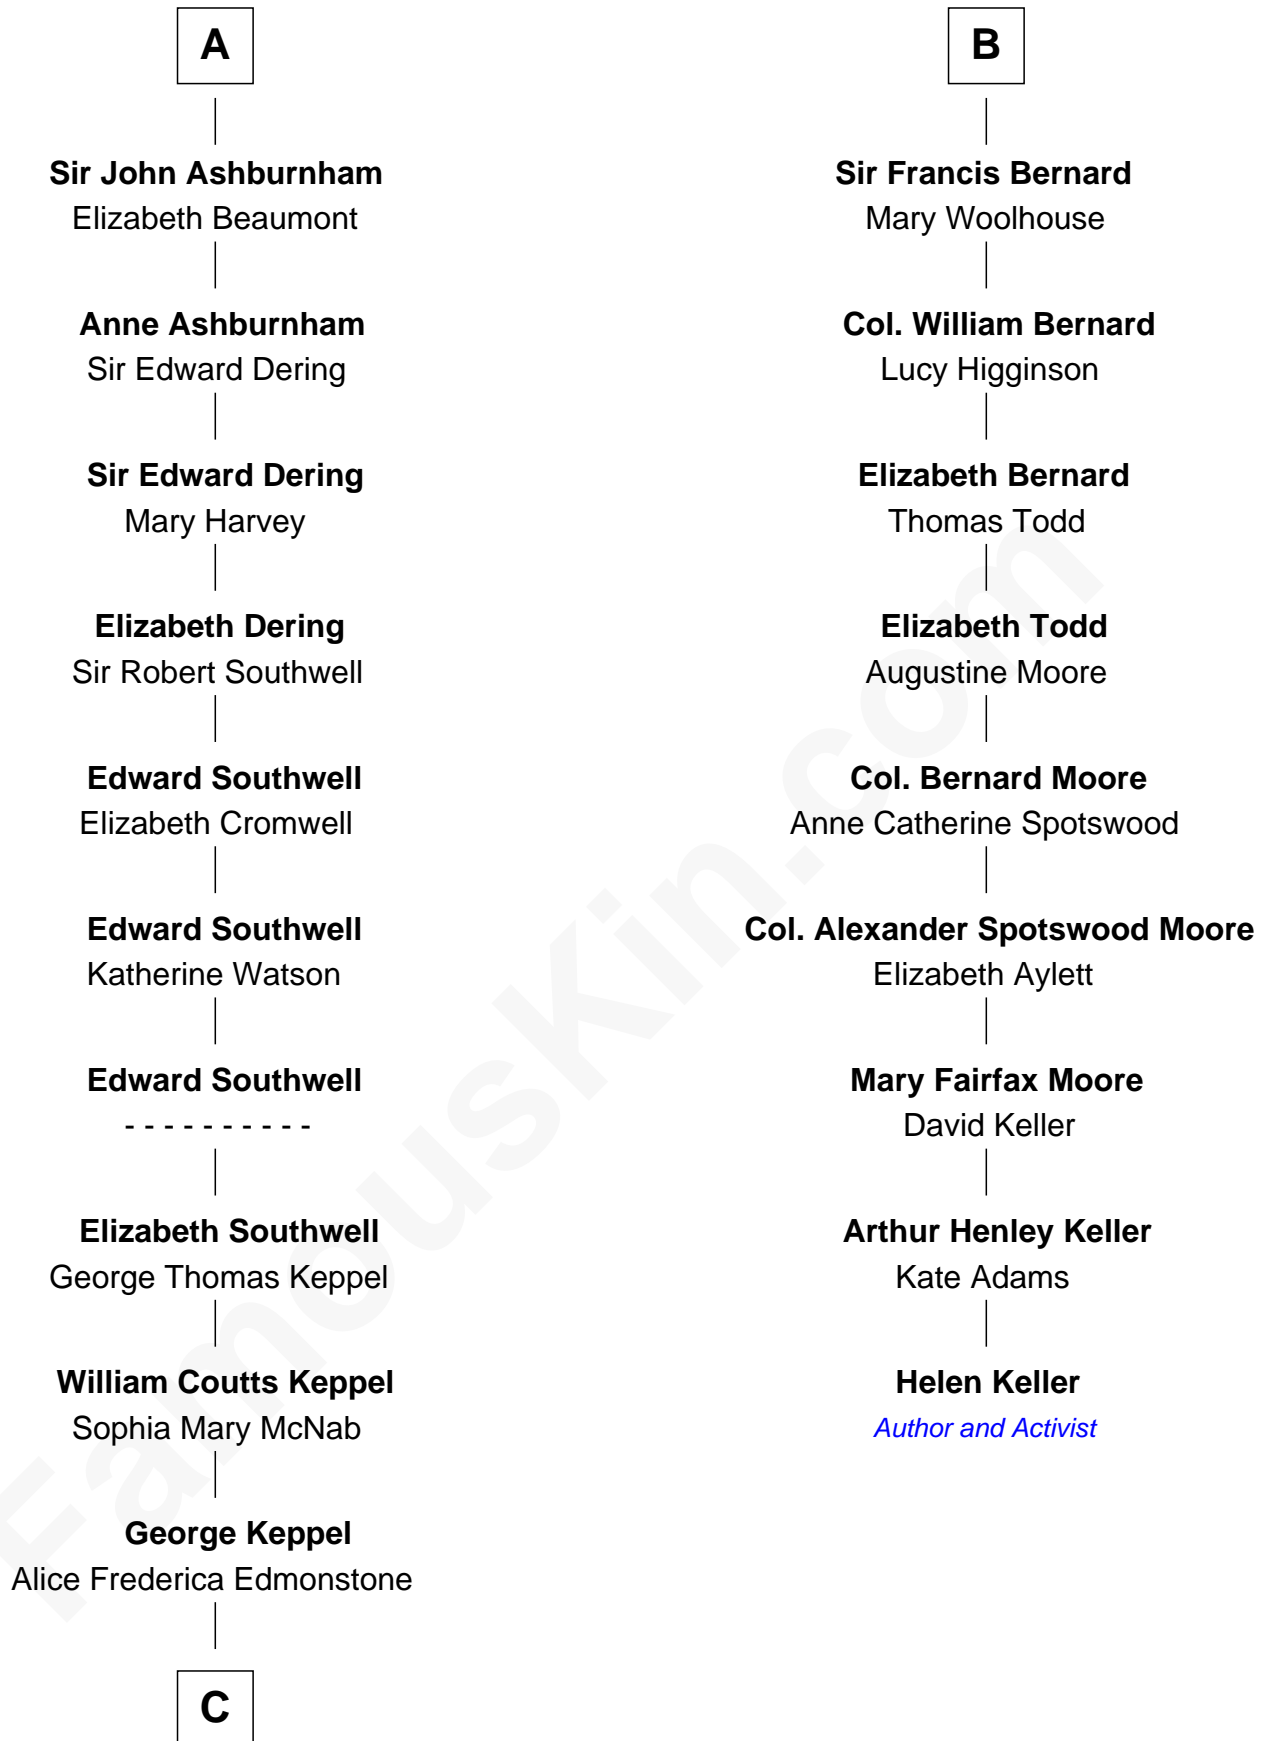 A
Sir John Ashburnham
Elizabeth Beaumont
Anne Ashburnham
Sir Edward Dering
Sir Edward Dering
Mary Harvey
Elizabeth Dering
Sir Robert Southwell
Edward Southwell
Elizabeth Cromwell
Edward Southwell
Katherine Watson
Edward Southwell
- - - - - - - - - -
Elizabeth Southwell
George Thomas Keppel
William Coutts Keppel
Sophia Mary McNab
George Keppel
Alice Frederica Edmonstone
C
B
Sir Francis Bernard
Mary Woolhouse
Col. William Bernard
Lucy Higginson
Elizabeth Bernard
Thomas Todd
Elizabeth Todd
Augustine Moore
Col. Bernard Moore
Anne Catherine Spotswood
Col. Alexander Spotswood Moore
Elizabeth Aylett
Mary Fairfax Moore
David Keller
Arthur Henley Keller
Kate Adams
Helen Keller
Author and Activist
FamousKin.com